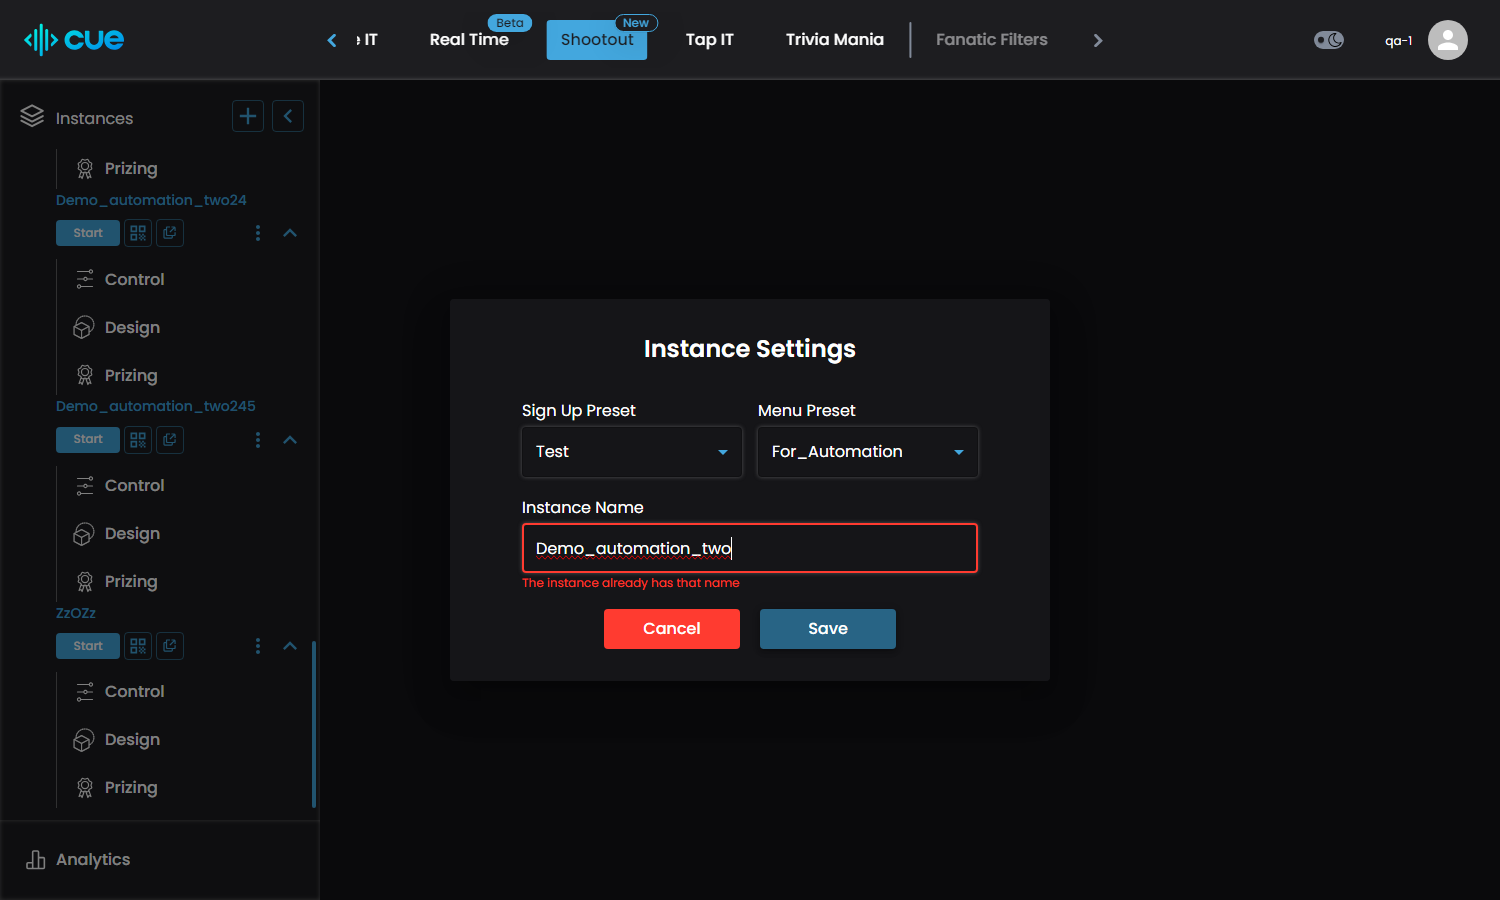 cue
e IT
Real Time
Beta
Shootout
New
Tap IT
Trivia Mania
Fanatic Filters
qa-1
Instances
Prizing
Demo_automation_two24
Start
Control
Design
Prizing
Demo_automation_two245
Start
Control
Design
Prizing
ZzOZz
Start
Control
Design
Prizing
Analytics
Instance Settings
Sign Up Preset
Menu Preset
Test
For_Automation
Instance Name
Demo_automation_two
The instance already has that name
Cancel
Save